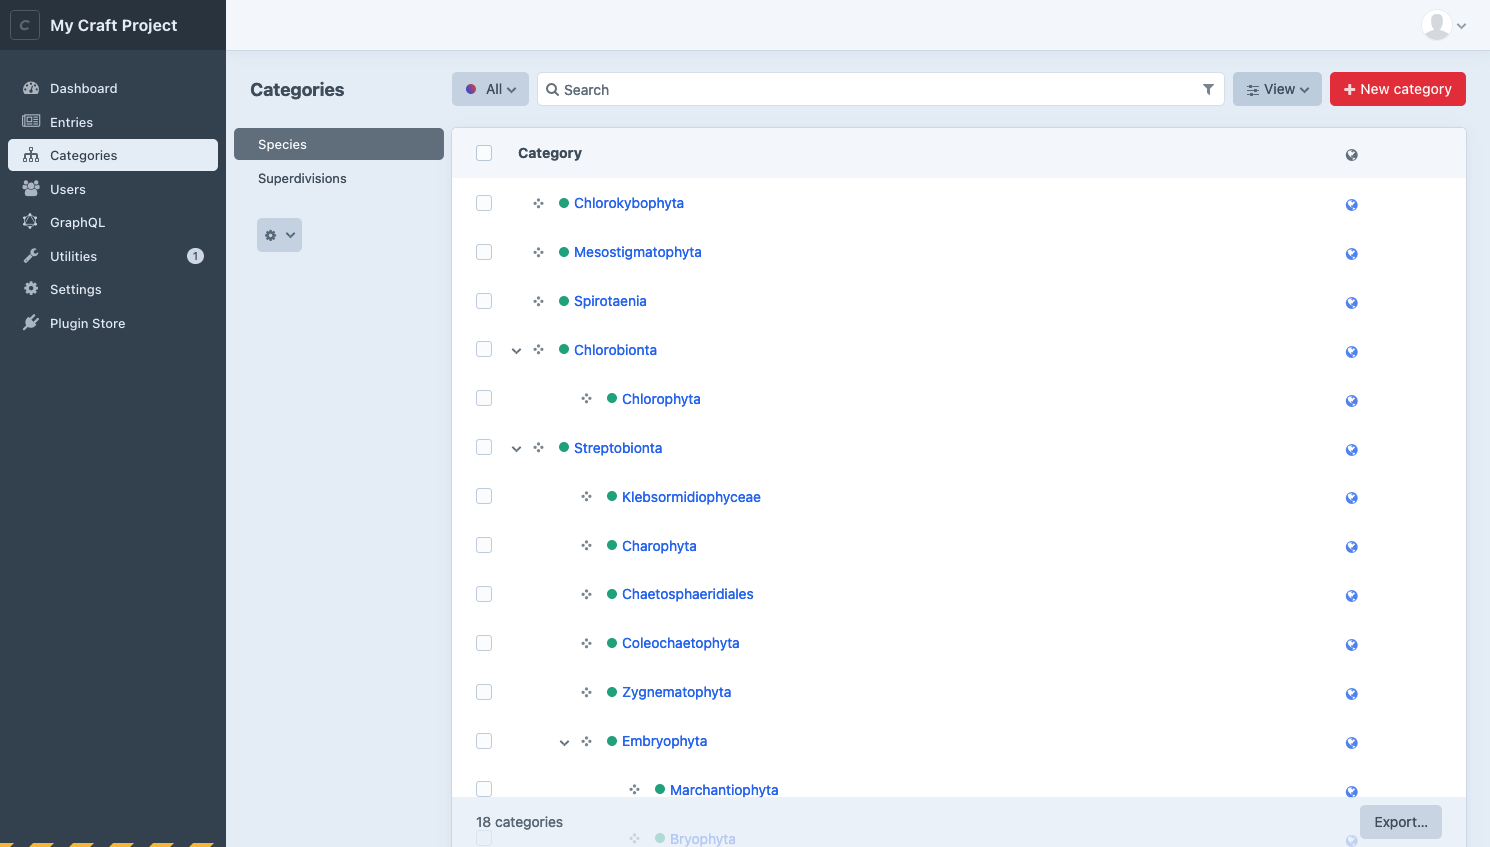 C My Craft Project
Dashboard
Entries
Categories
Users
GraphQL
Utilities 1
Settings
Plugin Store
Categories
Species
Superdivisions
All
Search
View
New category
Category
Chlorokybophyta
Mesostigmatophyta
Spirotaenia
Chlorobionta
Chlorophyta
Streptobionta
Klebsormidiophyceae
Charophyta
Chaetosphaeridiales
Coleochaetophyta
Zygnematophyta
Embryophyta
Marchantiophyta
18 categories
Export...
Bryophyta